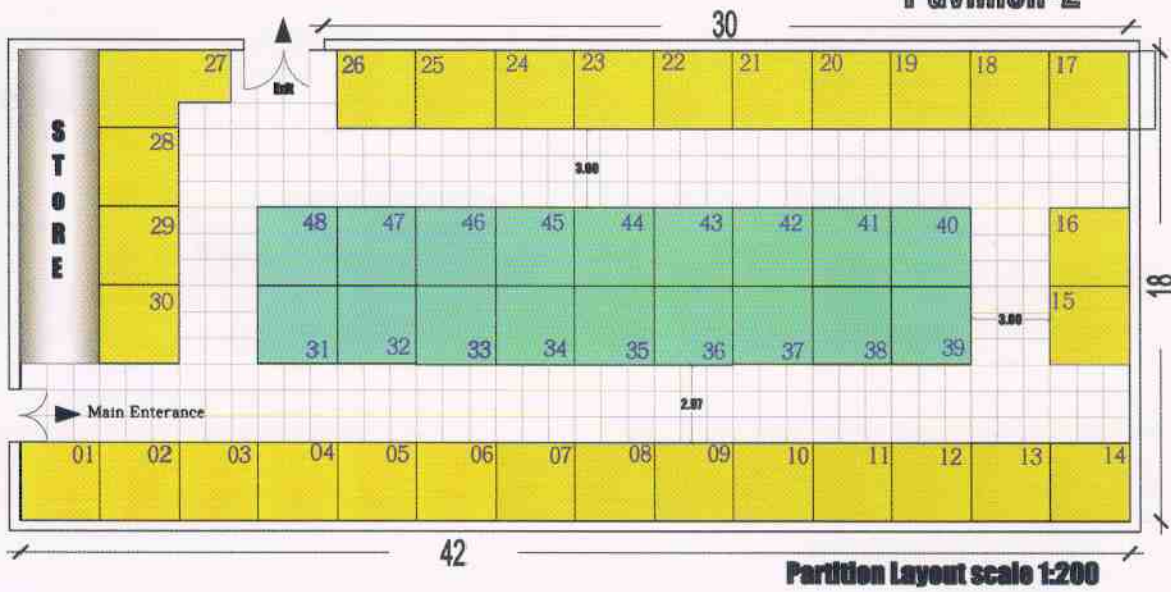 Pavilion 2
30
27 26 25 24 23 22 21 20 19 18 17
Exit
STORE
28
3.00
29 48 47 46 45 44 43 42 41 40 16
18
30 15
3.00
31 32 33 34 35 36 37 38 39
Main Enterance
2.97
01 02 03 04 05 06 07 08 09 10 11 12 13 14
42
Partition Layout scale 1:200